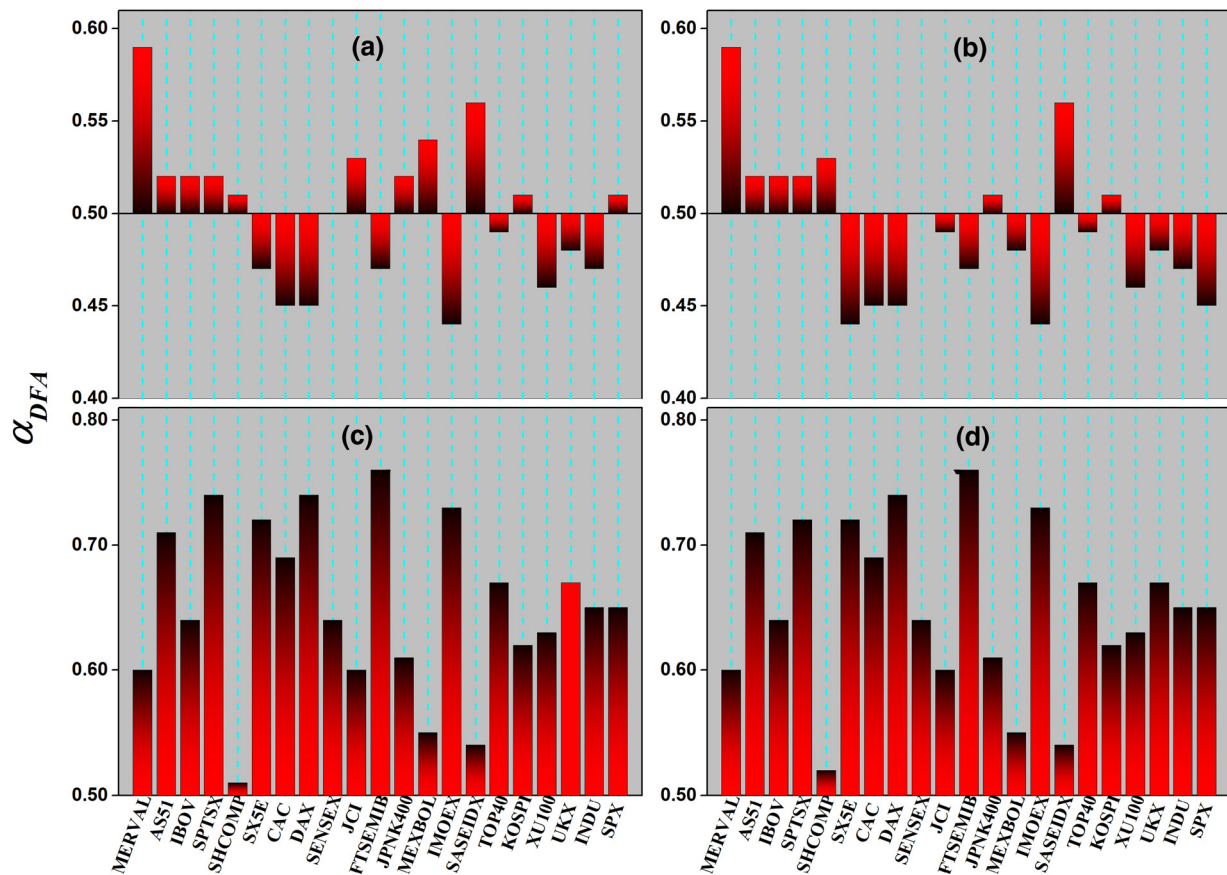 (a)
0.60
0.55
0.50
0.45
0.40
(b)
0.60
0.55
0.50
0.45
0.40
α_DFA
(c)
0.80
0.70
0.60
0.50
MERVAL
AS51
IBOV
SPTSX
SHCOMP
SX5E
CAC
DAX
SENSEX
JCI
FTSEMIB
JPNK400
MEXBOL
IMOEX
SASEIDX
TOP40
KOSPI
XU100
UKX
INDU
SPX
(d)
0.80
0.70
0.60
0.50
MERVAL
AS51
IBOV
SPTSX
SHCOMP
SX5E
CAC
DAX
SENSEX
JCI
FTSEMIB
JPNK400
MEXBOL
IMOEX
SASEIDX
TOP40
KOSPI
XU100
UKX
INDU
SPX